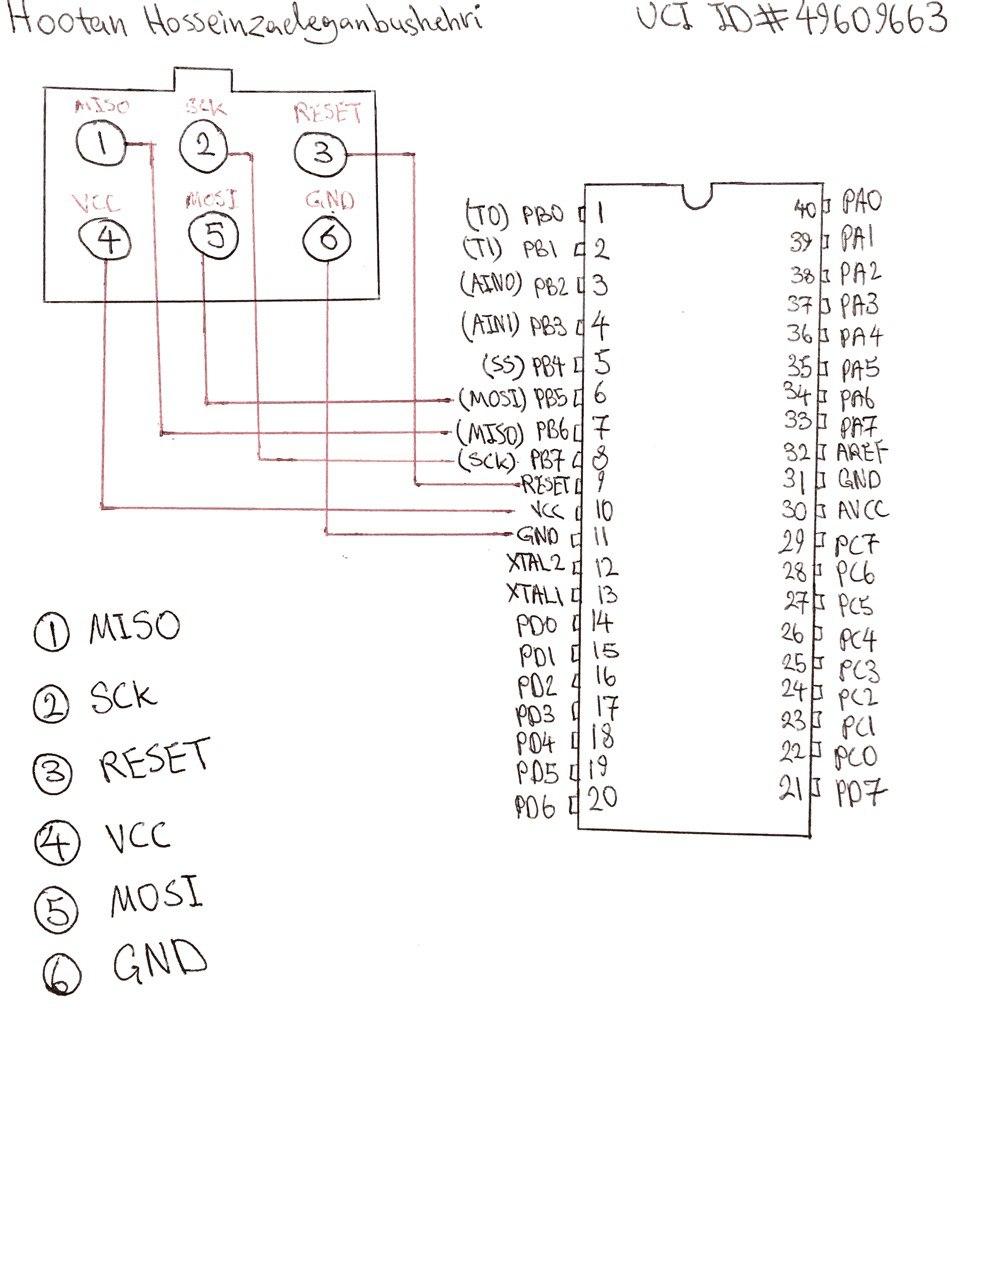 Hootan Hosseinzadeganbushehri UCI ID# 49609663
MISO SCK RESET
1 2 3
VCC MOSI GND
4 5 6
(T0) PB0 1 40 PA0
(T1) PB1 2 39 PA1
(AIN0) PB2 3 38 PA2
37 PA3
(AIN1) PB3 4 36 PA4
(SS) PB4 5 35 PA5
(MOSI) PB5 6 34 PA6
(MISO) PB6 7 33 PA7
(SCK) PB7 8 32 AREF
RESET 9 31 GND
VCC 10 30 AVCC
GND 11 29 PC7
XTAL2 12 28 PC6
XTAL1 13 27 PC5
PD0 14 26 PC4
PD1 15 25 PC3
PD2 16 24 PC2
PD3 17 23 PC1
PD4 18 22 PC0
PD5 19 21 PD7
PD6 20
1 MISO
2 SCK
3 RESET
4 VCC
5 MOSI
6 GND